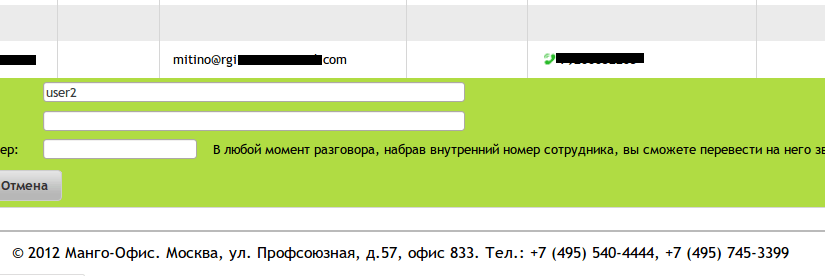 mitino@rgi com
user2
ер: В любой момент разговора, набрав внутренний номер сотрудника, вы сможете перевести на него зв
Отмена
© 2012 Манго-Офис. Москва, ул. Профсоюзная, д.57, офис 833. Тел.: +7 (495) 540-4444, +7 (495) 745-3399